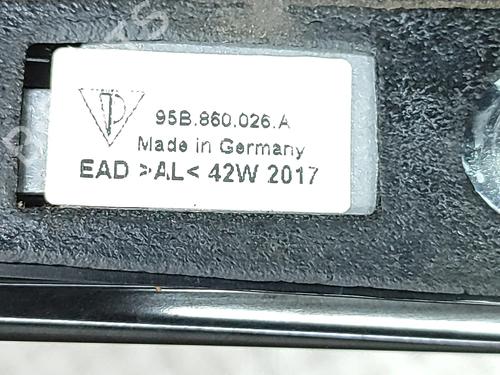 95B.860.026.A
Made in Germany
EAD >AL< 42W 2017